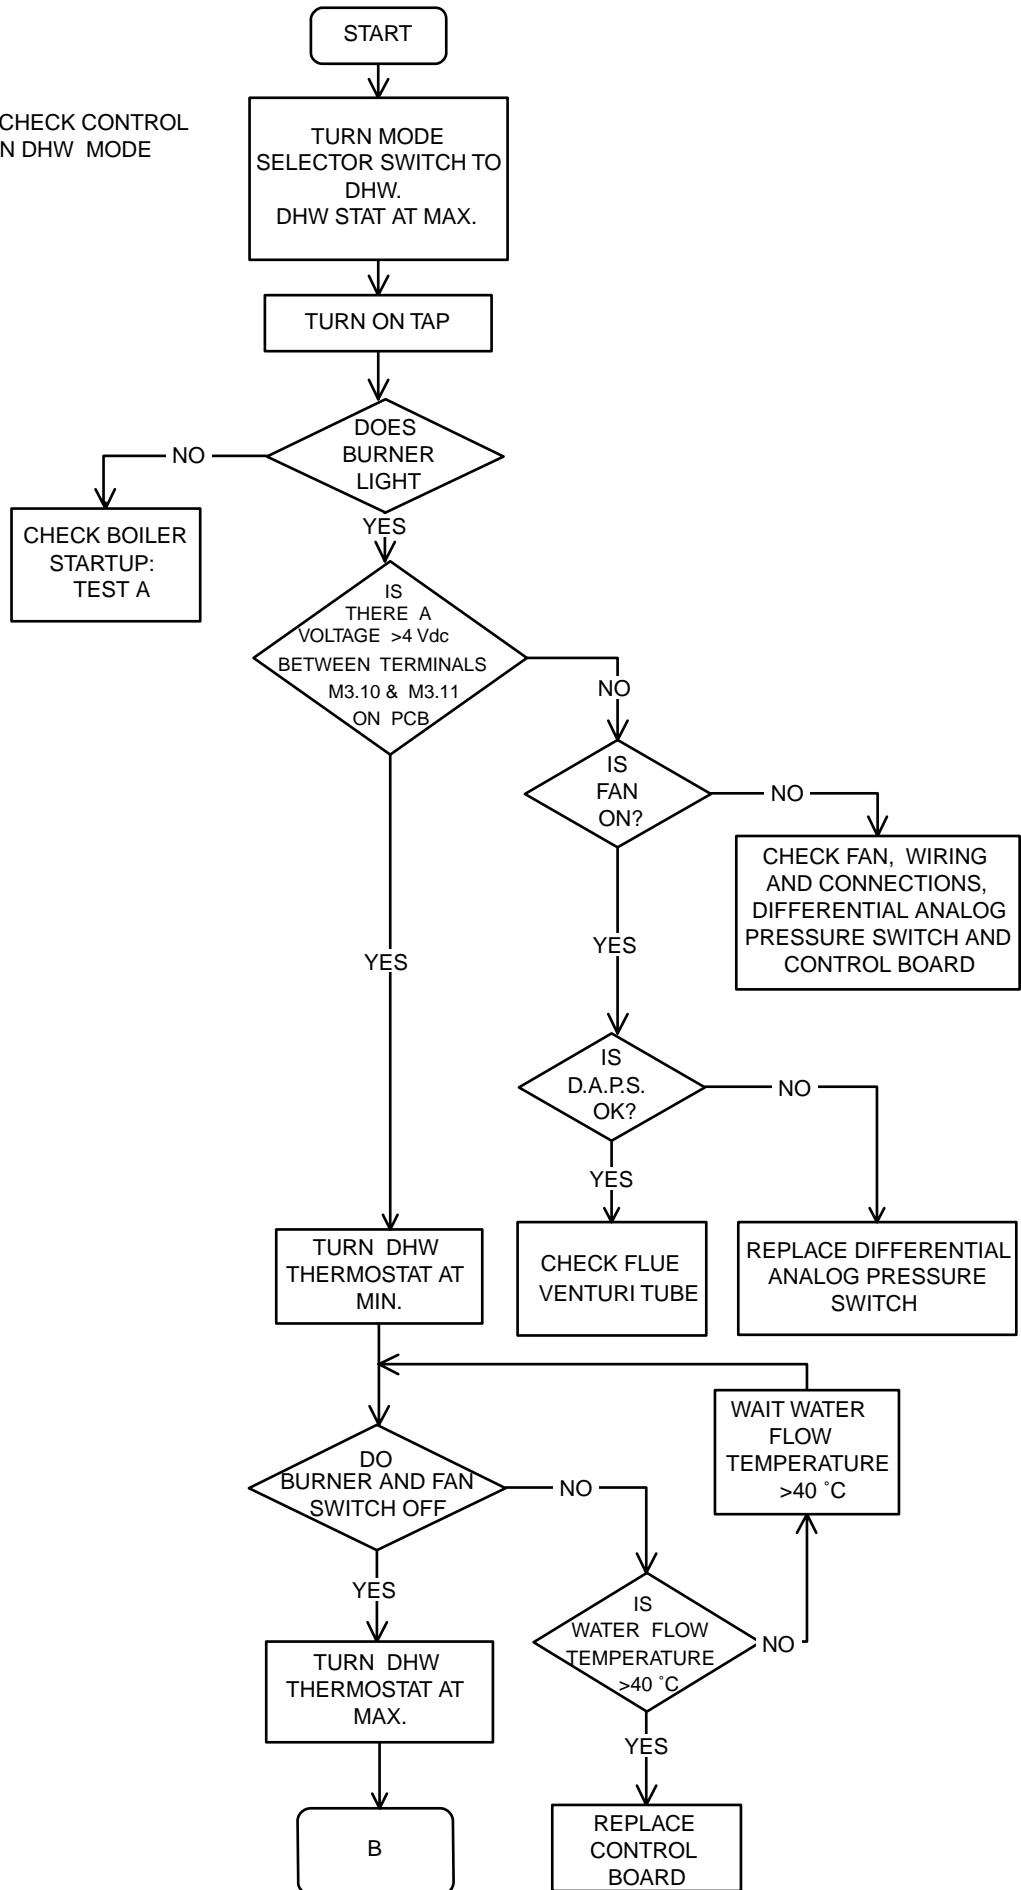 START
CHECK CONTROL
N DHW MODE
TURN MODE
SELECTOR SWITCH TO
DHW.
DHW STAT AT MAX.
TURN ON TAP
DOES
BURNER
LIGHT
NO
YES
CHECK BOILER
STARTUP:
TEST A
IS
THERE A
VOLTAGE >4 Vdc
BETWEEN TERMINALS
M3.10 & M3.11
ON PCB
NO
IS
FAN
ON?
NO
CHECK FAN, WIRING
AND CONNECTIONS,
DIFFERENTIAL ANALOG
PRESSURE SWITCH AND
CONTROL BOARD
YES
YES
IS
D.A.P.S.
OK?
NO
YES
TURN DHW
THERMOSTAT AT
MIN.
CHECK FLUE
VENTURI TUBE
REPLACE DIFFERENTIAL
ANALOG PRESSURE
SWITCH
WAIT WATER
FLOW
TEMPERATURE
>40 ˚C
DO
BURNER AND FAN
SWITCH OFF
NO
YES
IS
WATER FLOW
TEMPERATURE
>40 ˚C
NO
TURN DHW
THERMOSTAT AT
MAX.
YES
B
REPLACE
CONTROL
BOARD